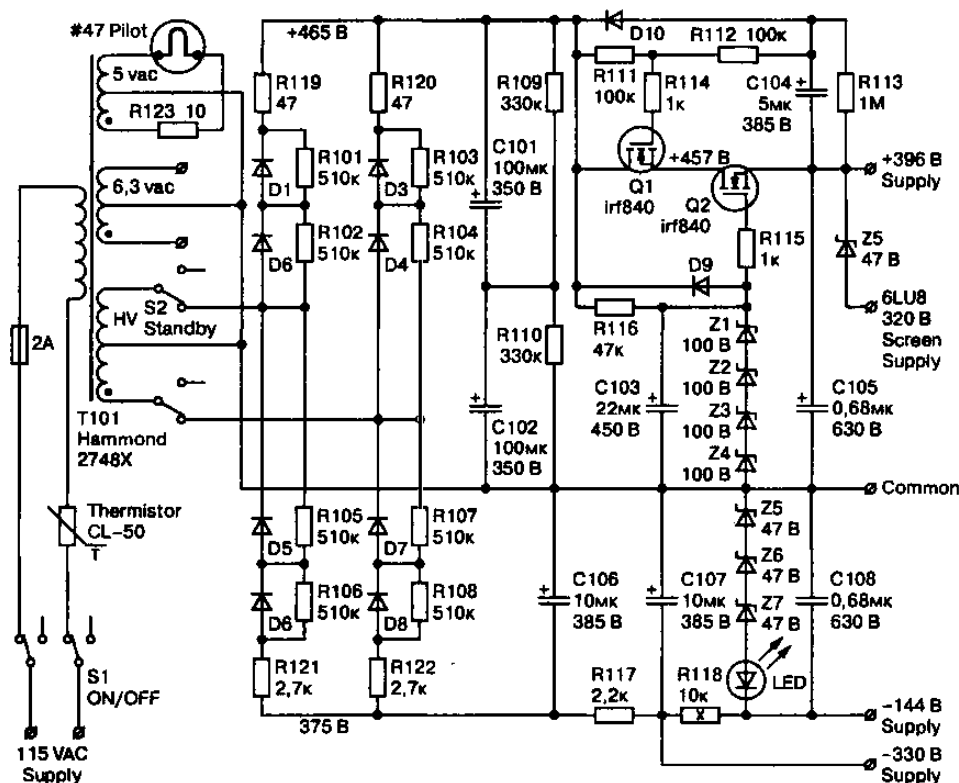 #47 Pilot
5 vac
R123 10
6,3 vac
HV
S2
Standby
2A
T101
Hammond
2748X
Thermistor
CL-50
T
S1
ON/OFF
115 VAC
Supply
+465 В
R119
47
R120
47
D1
R101
510к
D3
R103
510к
D6
R102
510к
D4
R104
510к
D5
R105
510к
D7
R107
510к
D6
R106
510к
D8
R108
510к
R121
2,7к
R122
2,7к
375 В
R109
330к
C101
100мк
350 В
R110
330к
C102
100мк
350 В
D10
R112 100к
R111
100к
R114
1к
C104
5мк
385 В
R113
1М
+457 В
Q1
irf840
Q2
irf840
R115
1к
D9
R116
47к
Z1
100 В
Z2
100 В
Z3
100 В
Z4
100 В
C103
22мк
450 В
C105
0,68мк
630 В
+396 В
Supply
Z5
47 В
6LU8
320 В
Screen
Supply
Common
Z5
47 В
Z6
47 В
Z7
47 В
LED
C106
10мк
385 В
C107
10мк
385 В
C108
0,68мк
630 В
R117
2,2к
R118
10к
-144 В
Supply
-330 В
Supply